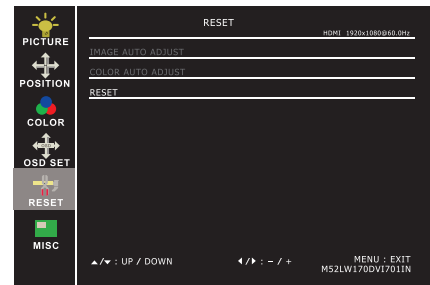 RESET
HDMI 1920x1080@60.0Hz
PICTURE
POSITION
COLOR
OSD SET
RESET
MISC
IMAGE AUTO ADJUST
COLOR AUTO ADJUST
RESET
▲/▼ : UP / DOWN
◀/▶ : – / +
MENU : EXIT
M52LW170DVI701IN